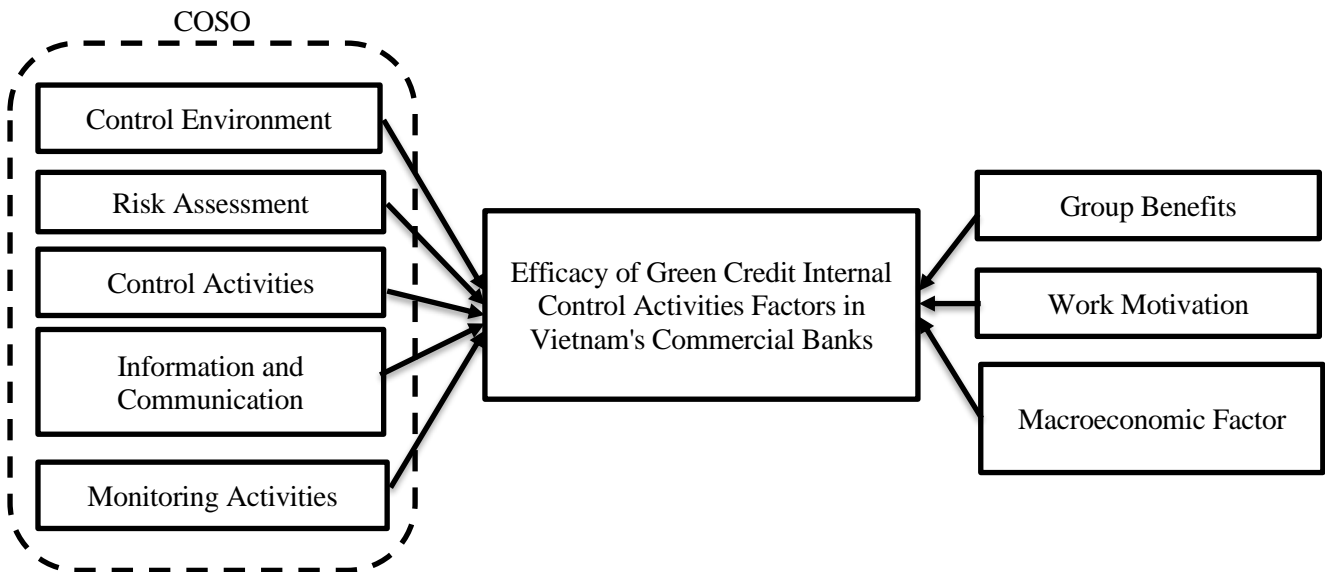 COSO
Control Environment
Risk Assessment
Control Activities
Information and
Communication
Monitoring Activities
Efficacy of Green Credit Internal
Control Activities Factors in
Vietnam's Commercial Banks
Group Benefits
Work Motivation
Macroeconomic Factor